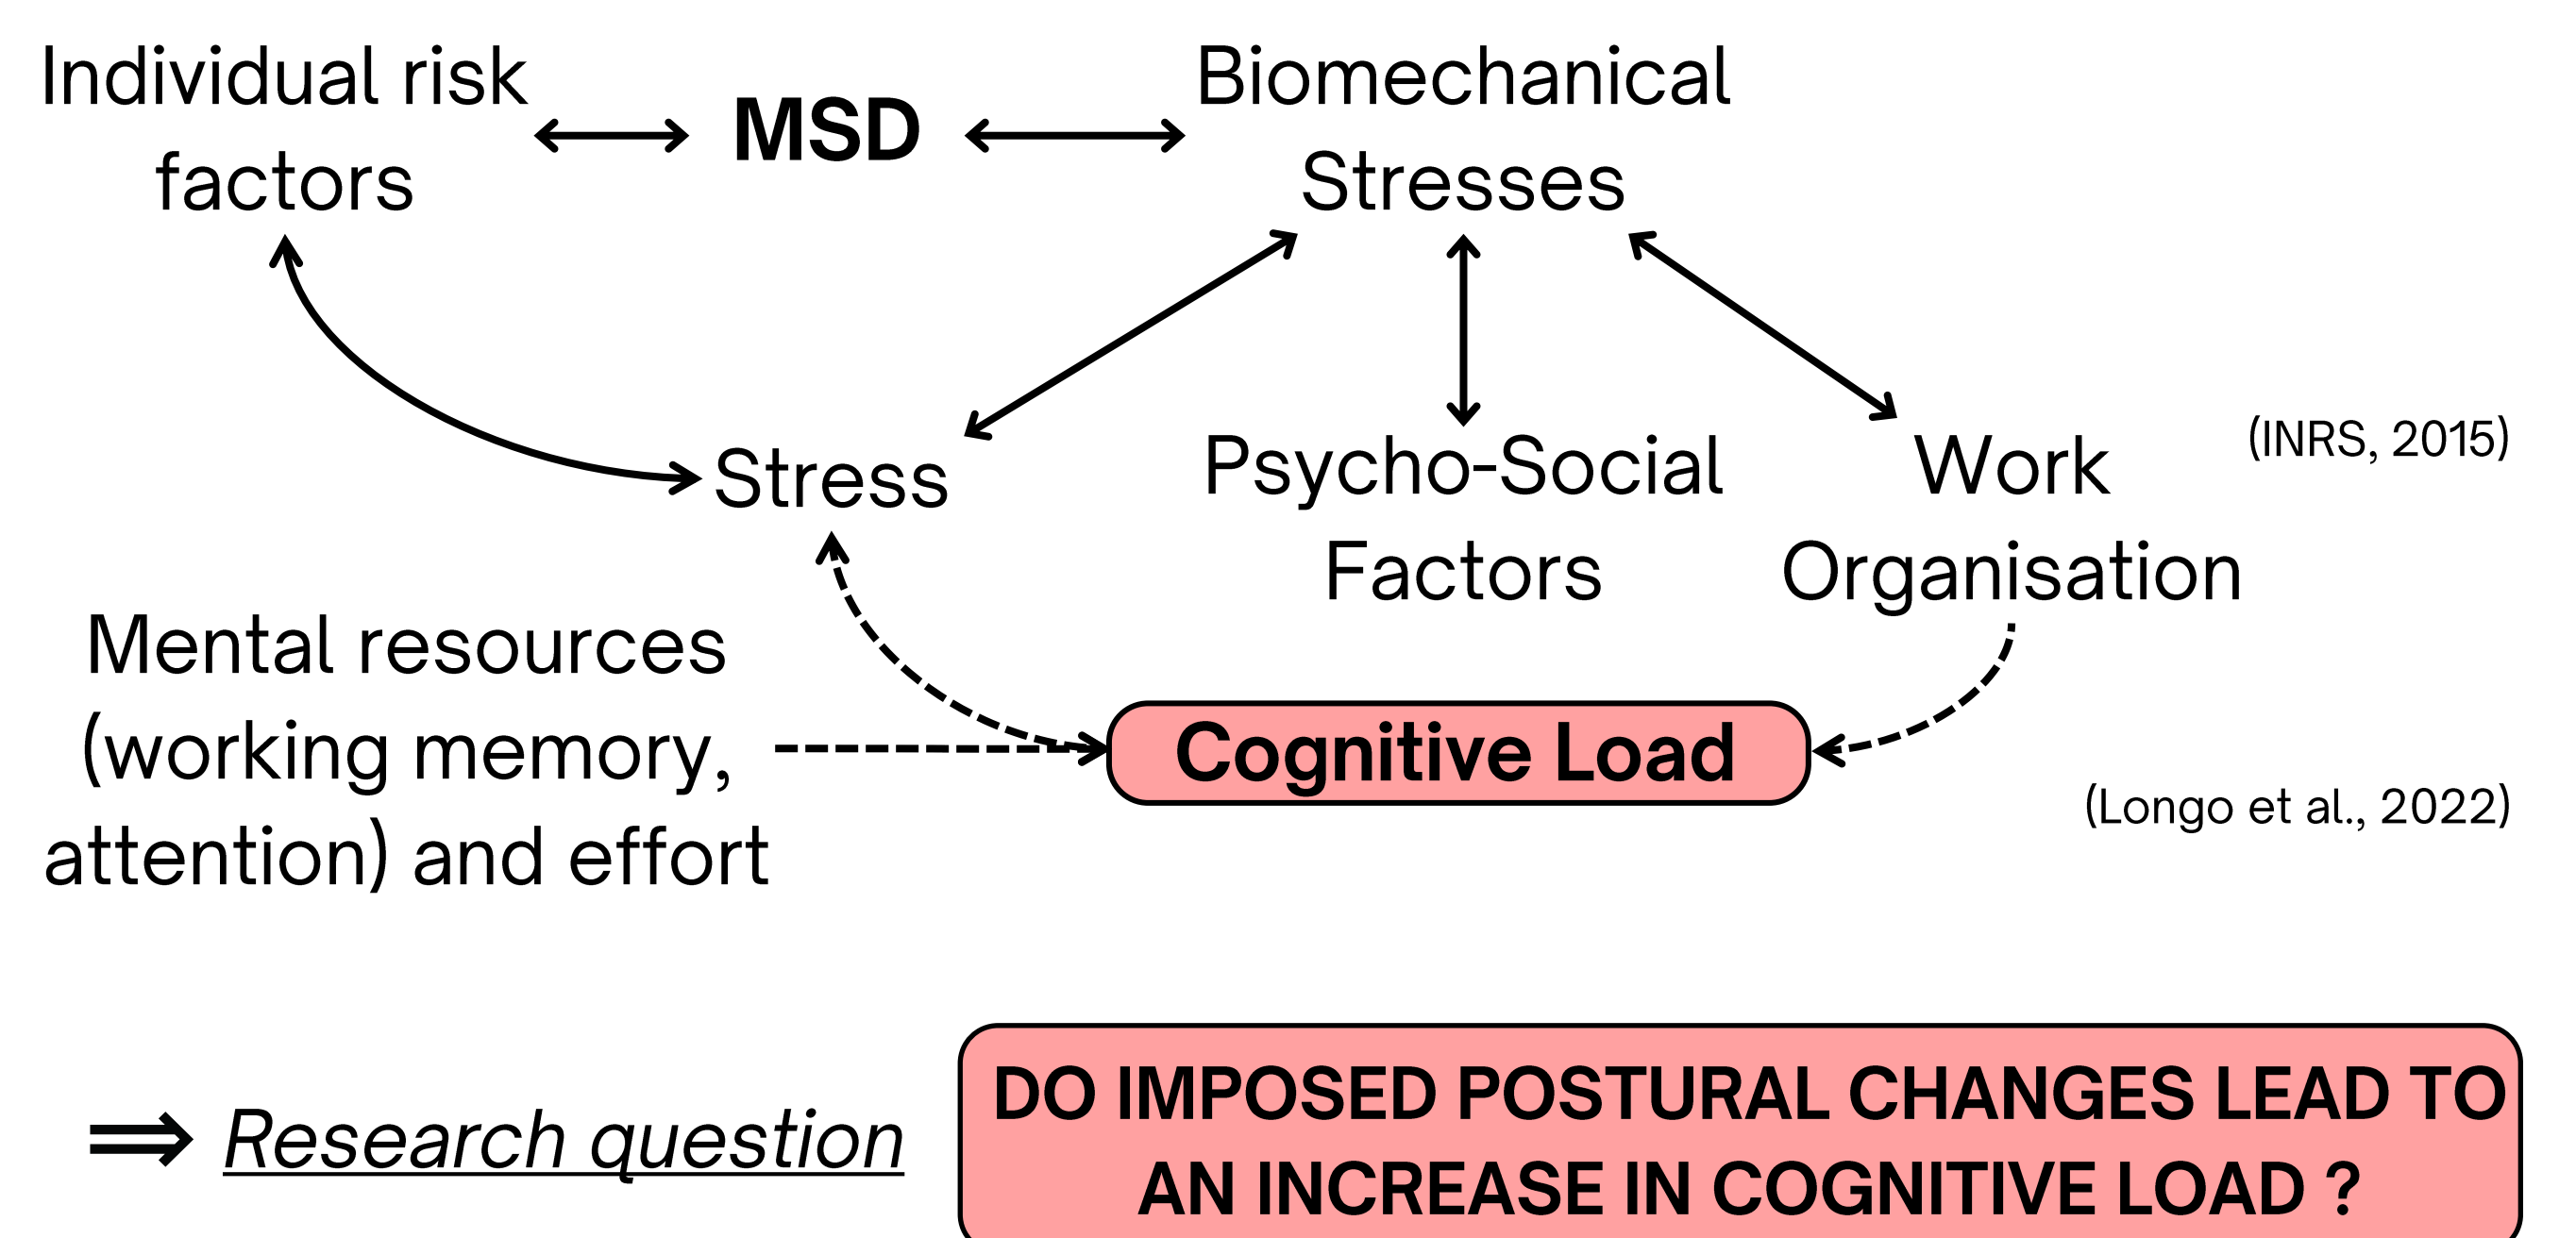 Individual risk
factors
MSD
Biomechanical
Stresses
Stress
Psycho-Social
Factors
Work
Organisation
(INRS, 2015)
Mental resources
(working memory,
attention) and effort
Cognitive Load
(Longo et al., 2022)
⇒ Research question
DO IMPOSED POSTURAL CHANGES LEAD TO
AN INCREASE IN COGNITIVE LOAD ?